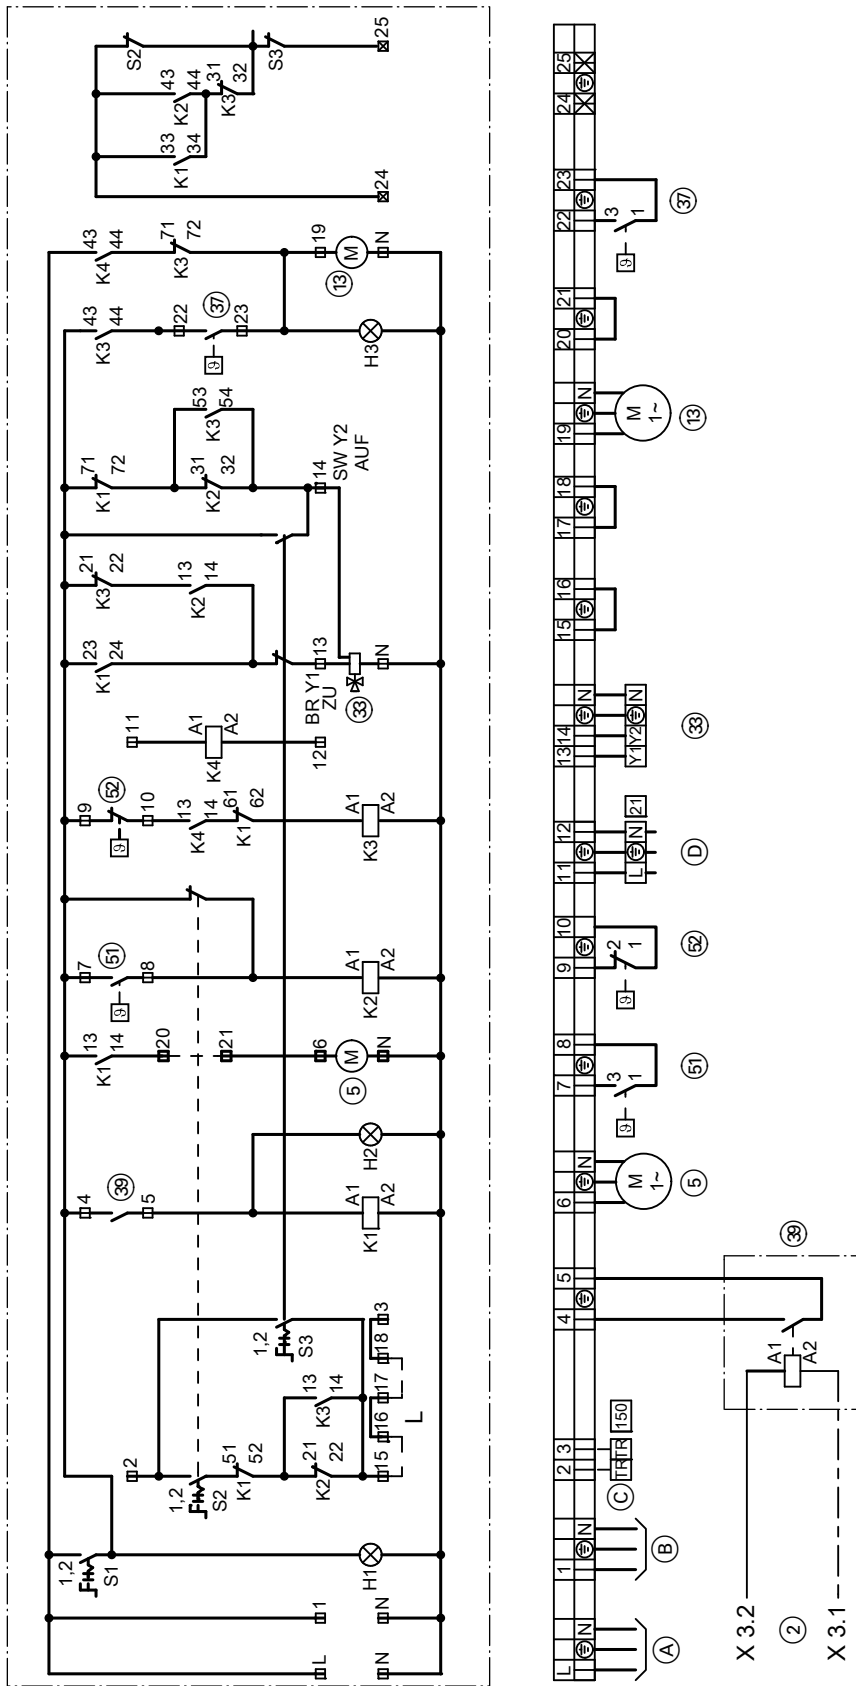 L
N
1
N
1,2
S1
H1
2
1,2
S2
51
K1
52
21
K2
22
13
K3
14
15
16
17
18
3
L
1,2
S3
4
39
5
A1
K1
A2
H2
13
K1
14
20
21
6
M
5
N
7
51
ϑ
8
A1
K2
A2
9
52
ϑ
10
13
K4
14
61
K1
62
A1
K3
A2
11
A1
K4
A2
12
23
K1
24
21
K3
22
13
K2
14
BR Y1
ZU
13
33
N
71
K1
72
31
K2
32
53
K3
54
14
SW Y2
AUF
43
K3
44
22
37
ϑ
23
H3
43
K4
44
71
K3
72
19
M
13
N
24
33
K1
34
43
K2
44
31
K3
32
S2
S3
25
L N 1 N 2 3 4 5 6 N 7 8 9 10 11 12 13 14 N 15 16 17 18 19 N 20 21 22 23 24 25
A
B
TR TR
150
C
X 3.2
2
X 3.1
A1
A2
39
M
1~
5
3
1
ϑ
51
2
1
ϑ
52
L N 21
D
Y1 Y2 N
33
M
1~
13
3
1
ϑ
37